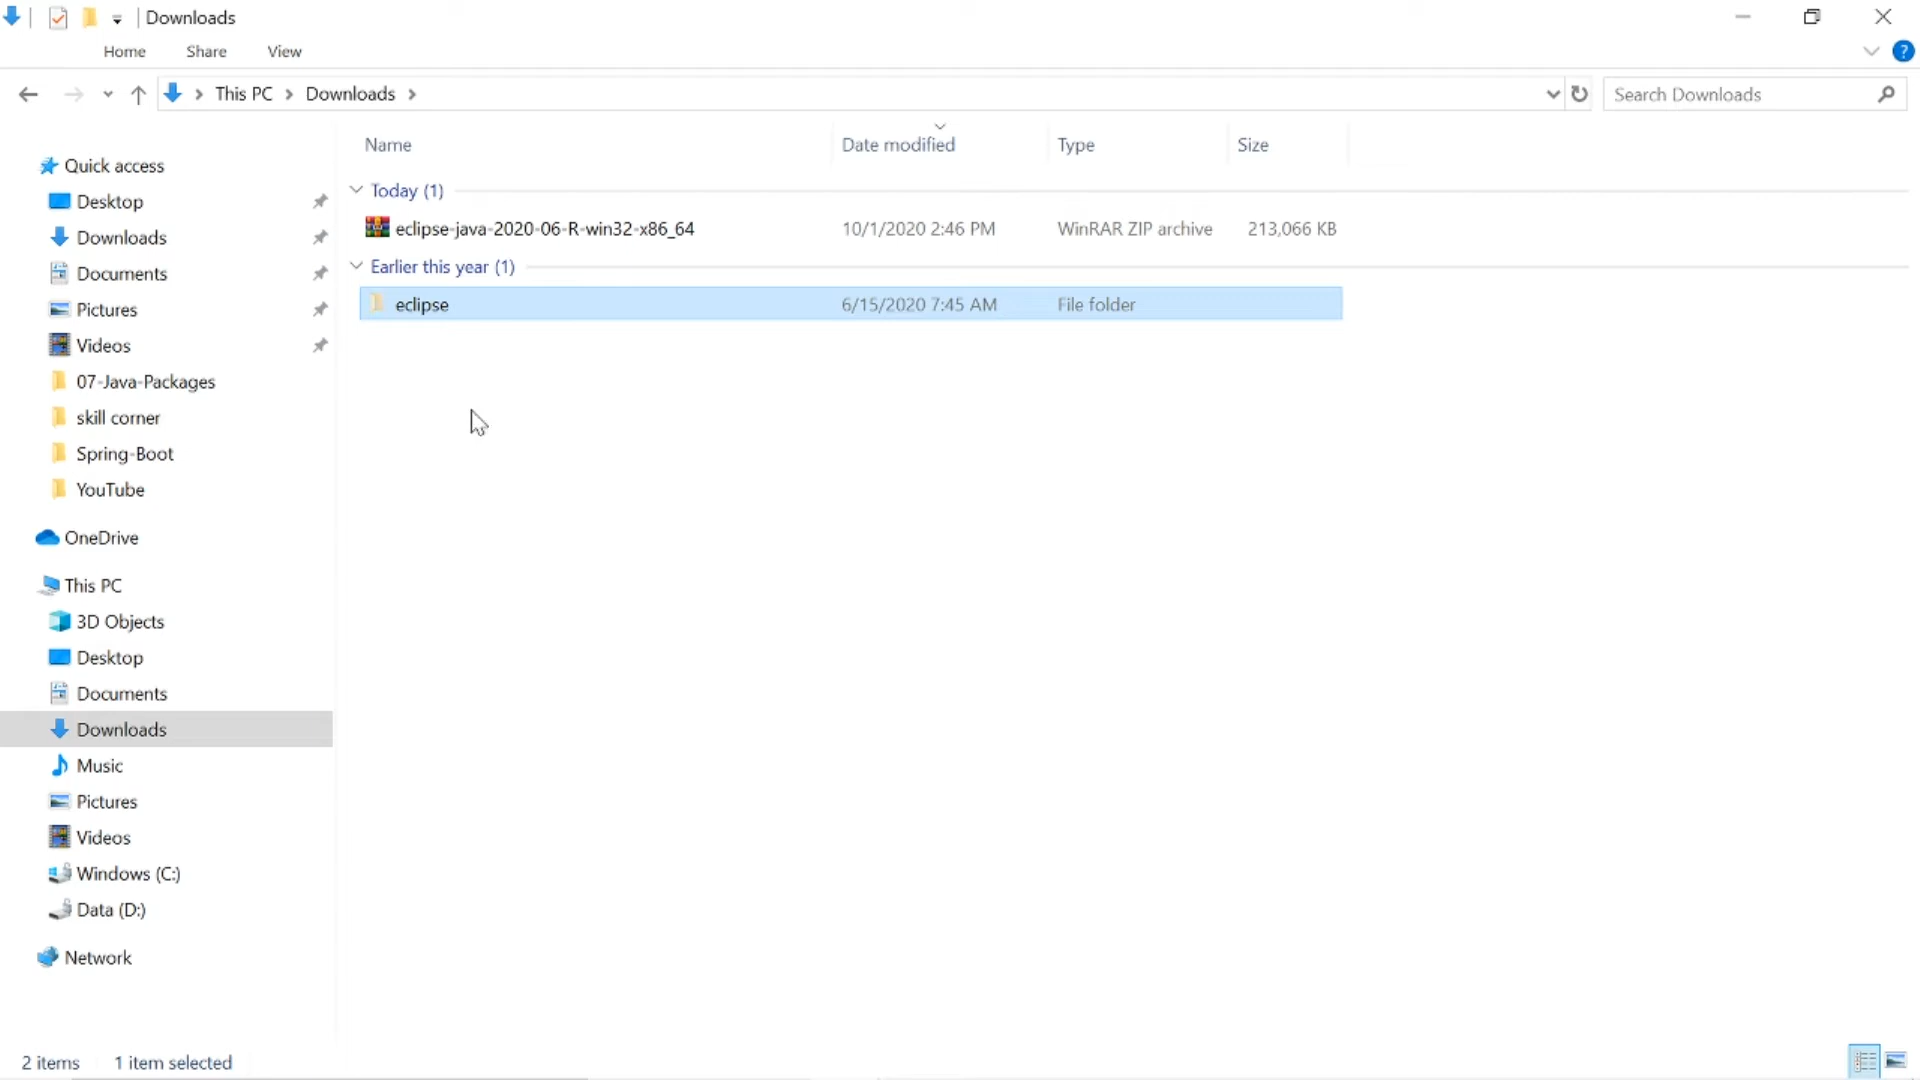 Downloads
Home Share View
This PC Downloads
Search Downloads
Name Date modified Type Size
Quick access
Desktop
Downloads
Documents
Pictures
Videos
07-Java-Packages
skill corner
Spring-Boot
YouTube
OneDrive
This PC
3D Objects
Desktop
Documents
Downloads
Music
Pictures
Videos
Windows (C:)
Data (D:)
Network
Today (1)
eclipse-java-2020-06-R-win32-x86_64 10/1/2020 2:46 PM WinRAR ZIP archive 213,066 KB
Earlier this year (1)
eclipse 6/15/2020 7:45 AM File folder
2 items 1 item selected